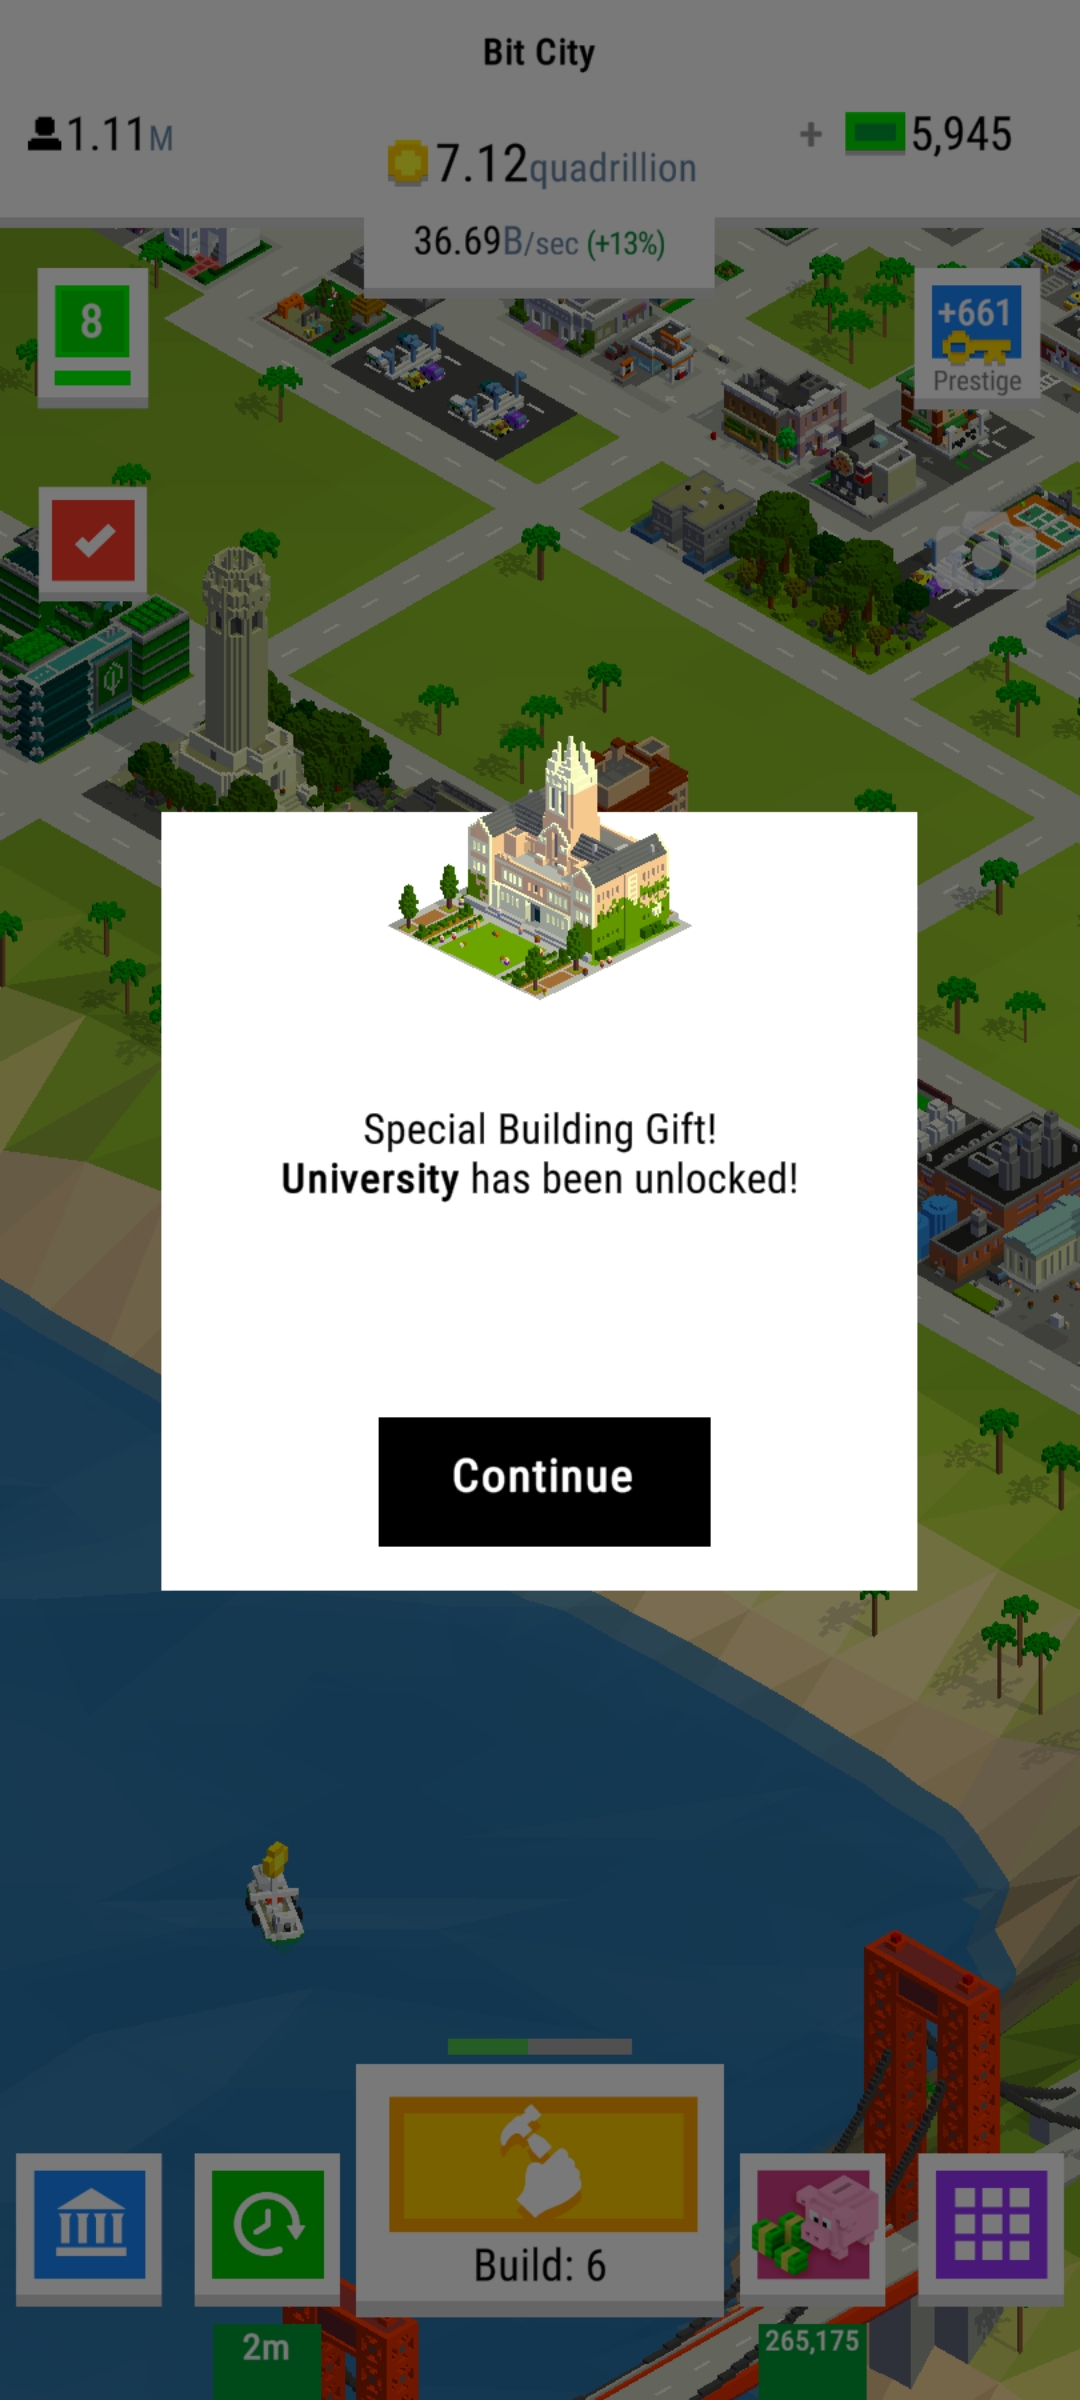 Bit City
1.11M
7.12quadrillion
+ 5,945
36.69B/sec (+13%)
8
+661
Prestige
Special Building Gift!
University has been unlocked!
Continue
Build: 6
2m
265,175